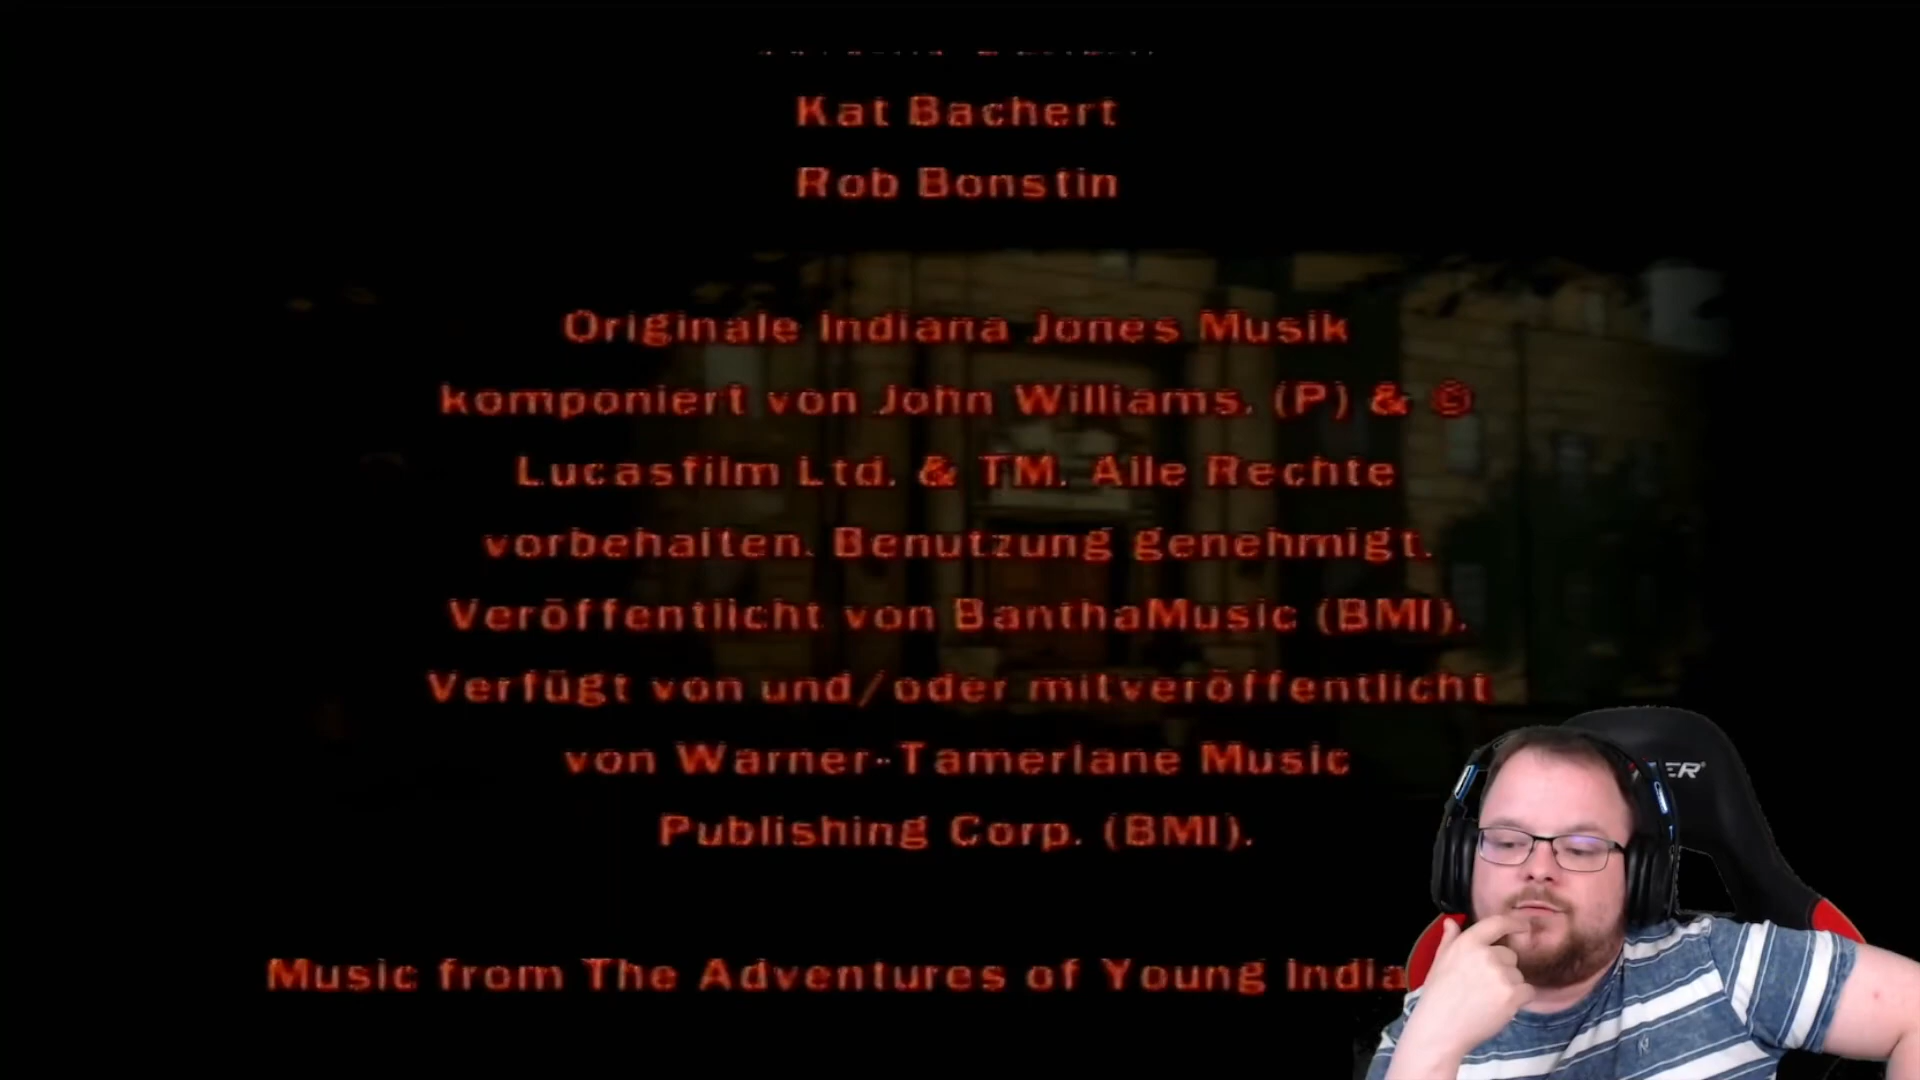 Kat Bachert
Rob Bonstin
Originale Indiana Jones Musik
komponiert von John Williams. (P) & ©
Lucasfilm Ltd. & TM. Alle Rechte
vorbehalten. Benutzung genehmigt.
Veröffentlicht von BanthaMusic (BMI).
Verfügt von und/oder mitveröffentlicht
von Warner-Tamerlane Music
Publishing Corp. (BMI).
Music from The Adventures of Young India